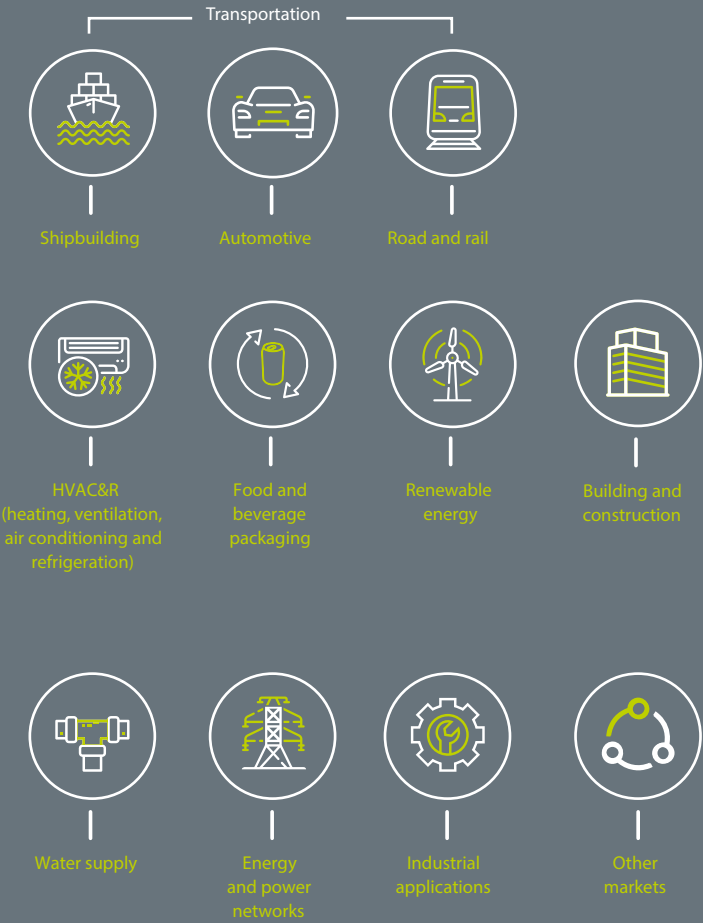 Transportation
Shipbuilding
Automotive
Road and rail
HVAC&R
(heating, ventilation,
air conditioning and
refrigeration)
Food and
beverage
packaging
Renewable
energy
Building and
construction
Water supply
Energy
and power
networks
Industrial
applications
Other
markets